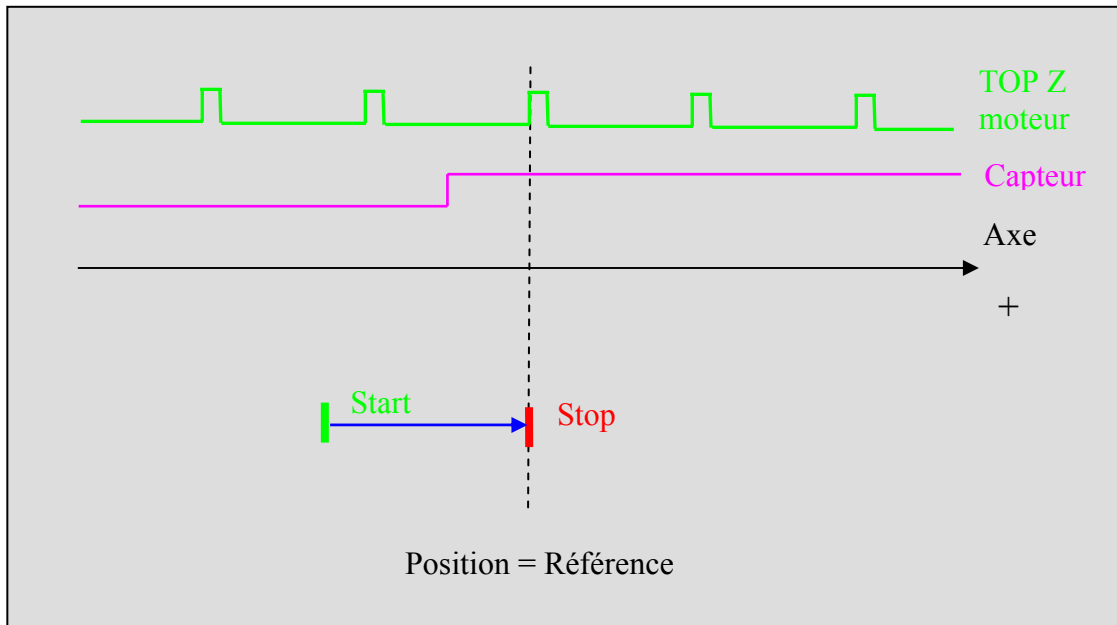 TOP Z
moteur
Capteur
Axe
+
Start
Stop
Position = Référence